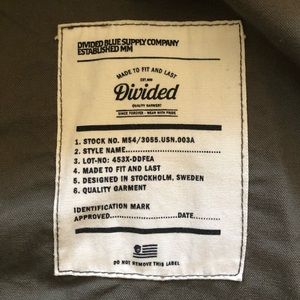 DIVIDED BLUE SUPPLY COMPANY
ESTABLISHED MM
MADE TO FIT AND LAST
EST.MM
Divided
QUALITY GARMENT
SINCE FOREVER - WEAR WITH PRIDE
1. STOCK NO. M54/3055.USN.003A
2. STYLE NAME........................
3. LOT-NO: 453X-DDFEA
4. MADE TO FIT AND LAST
5. DESIGNED IN STOCKHOLM, SWEDEN
6. QUALITY GARMENT
IDENTIFICATION MARK
APPROVED....................DATE.......
DO NOT REMOVE THIS LABEL